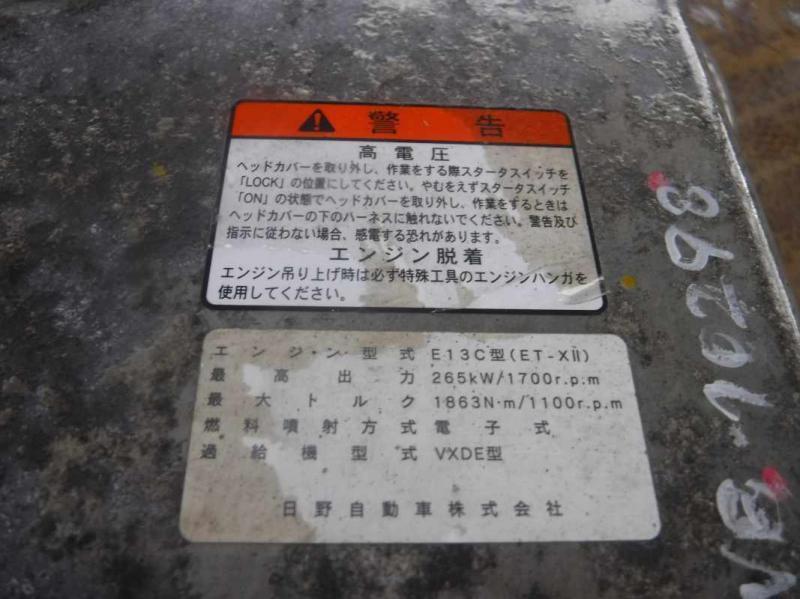 警告
高電圧
ヘッドカバーを取り外し、作業をする際スタータスイッチを
「LOCK」の位置にしてください。やむをえずスタータスイッチ
「ON」の状態でヘッドカバーを取り外し、作業をするときは
ヘッドカバーの下のハーネスに触れないでください。警告及び
指示に従わない場合、感電する恐れがあります。
エンジン脱着
エンジン吊り上げ時は必ず特殊工具のエンジンハンガを
使用してください。
エンジン型式 E13C型(ET-XⅡ)
最高出力 265kW/1700r.p.m
最大トルク 1863N・m/1100r.p.m
燃料噴射方式 電子式
過給機型式 VXDE型
日野自動車株式会社